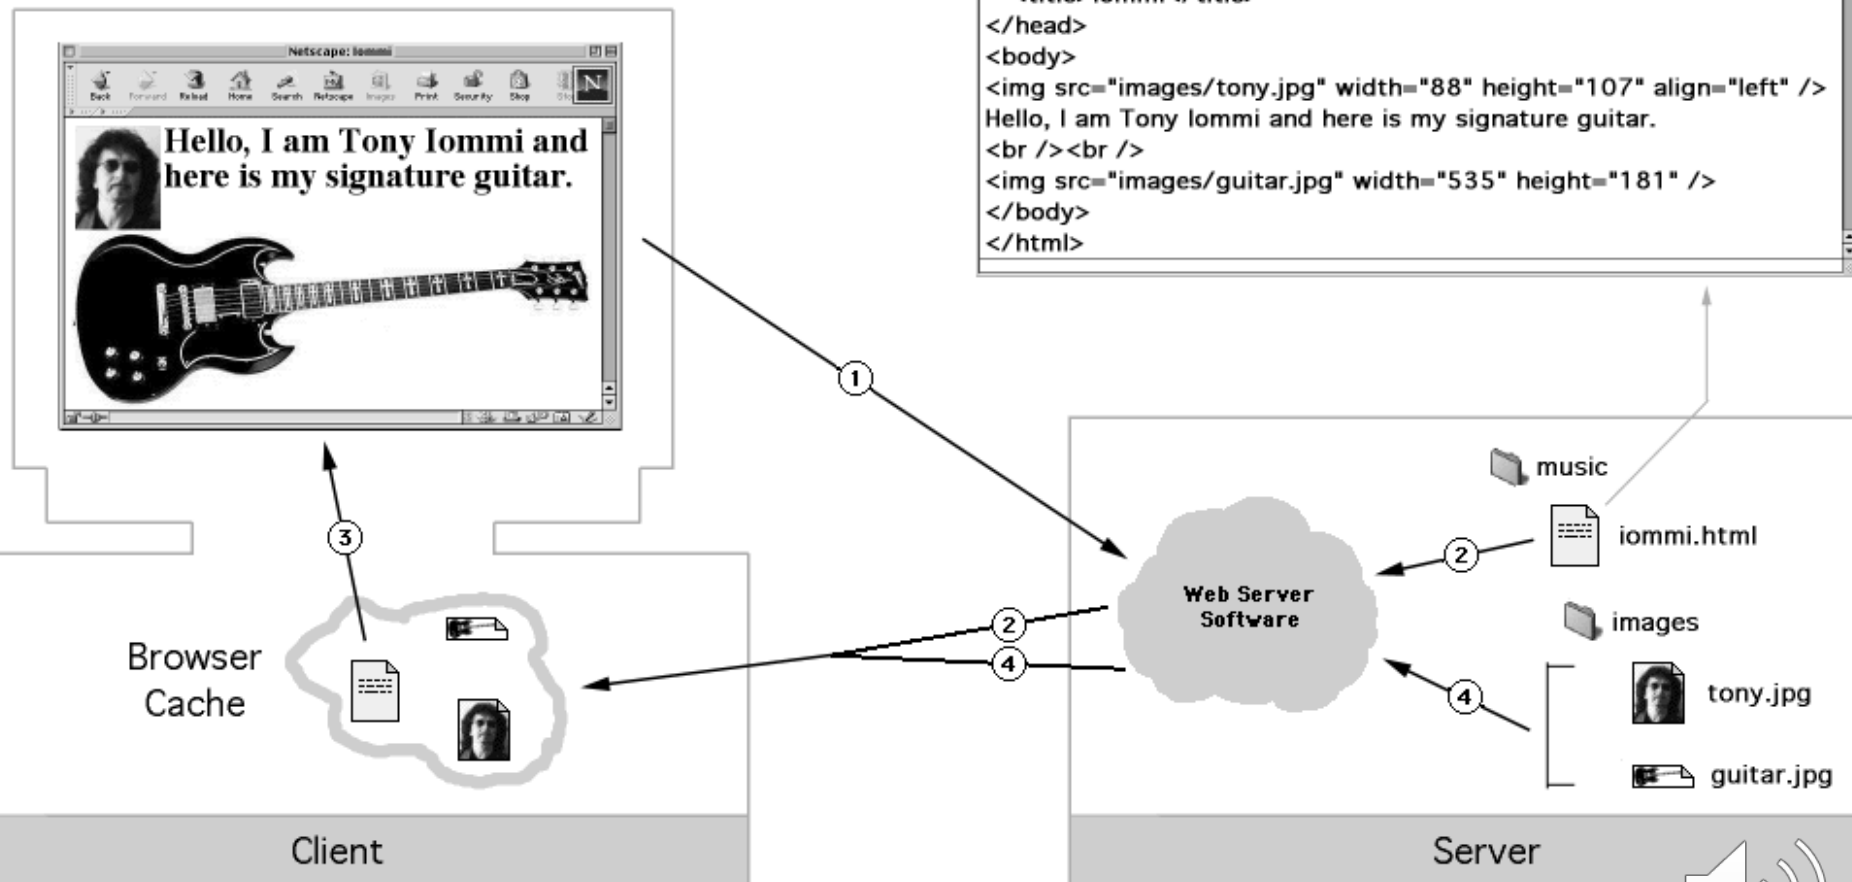 Netscape: Iommi
Back Forward Reload Home Search Netscape Images Print Security Shop
N
Hello, I am Tony Iommi and
here is my signature guitar.
<title>Iommi</title>
</head>
<body>
<img src="images/tony.jpg" width="88" height="107" align="left" />
Hello, I am Tony Iommi and here is my signature guitar.
<br /><br />
<img src="images/guitar.jpg" width="535" height="181" />
</body>
</html>
1
music
iommi.html
2
Web Server
Software
images
3
2
4
4
tony.jpg
guitar.jpg
Browser
Cache
Client
Server